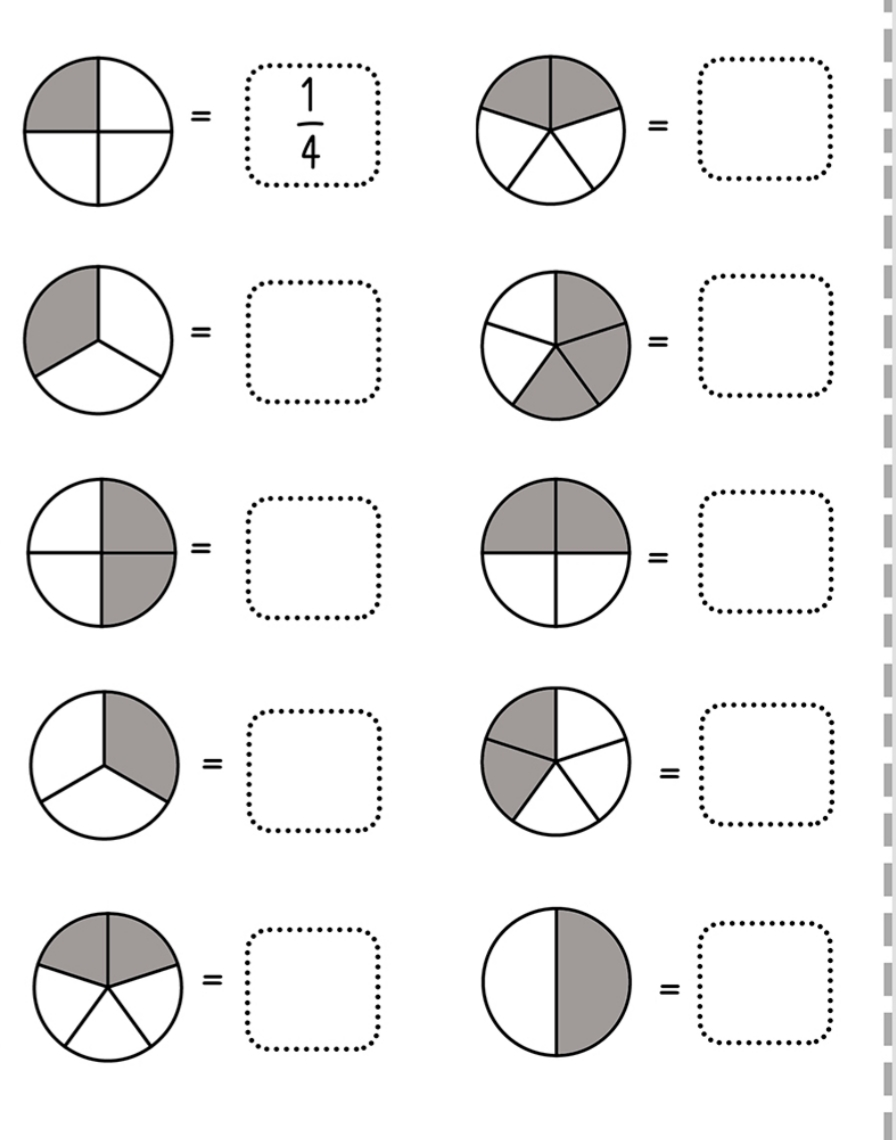 = 1/4 =
= =
= =
= =
= =